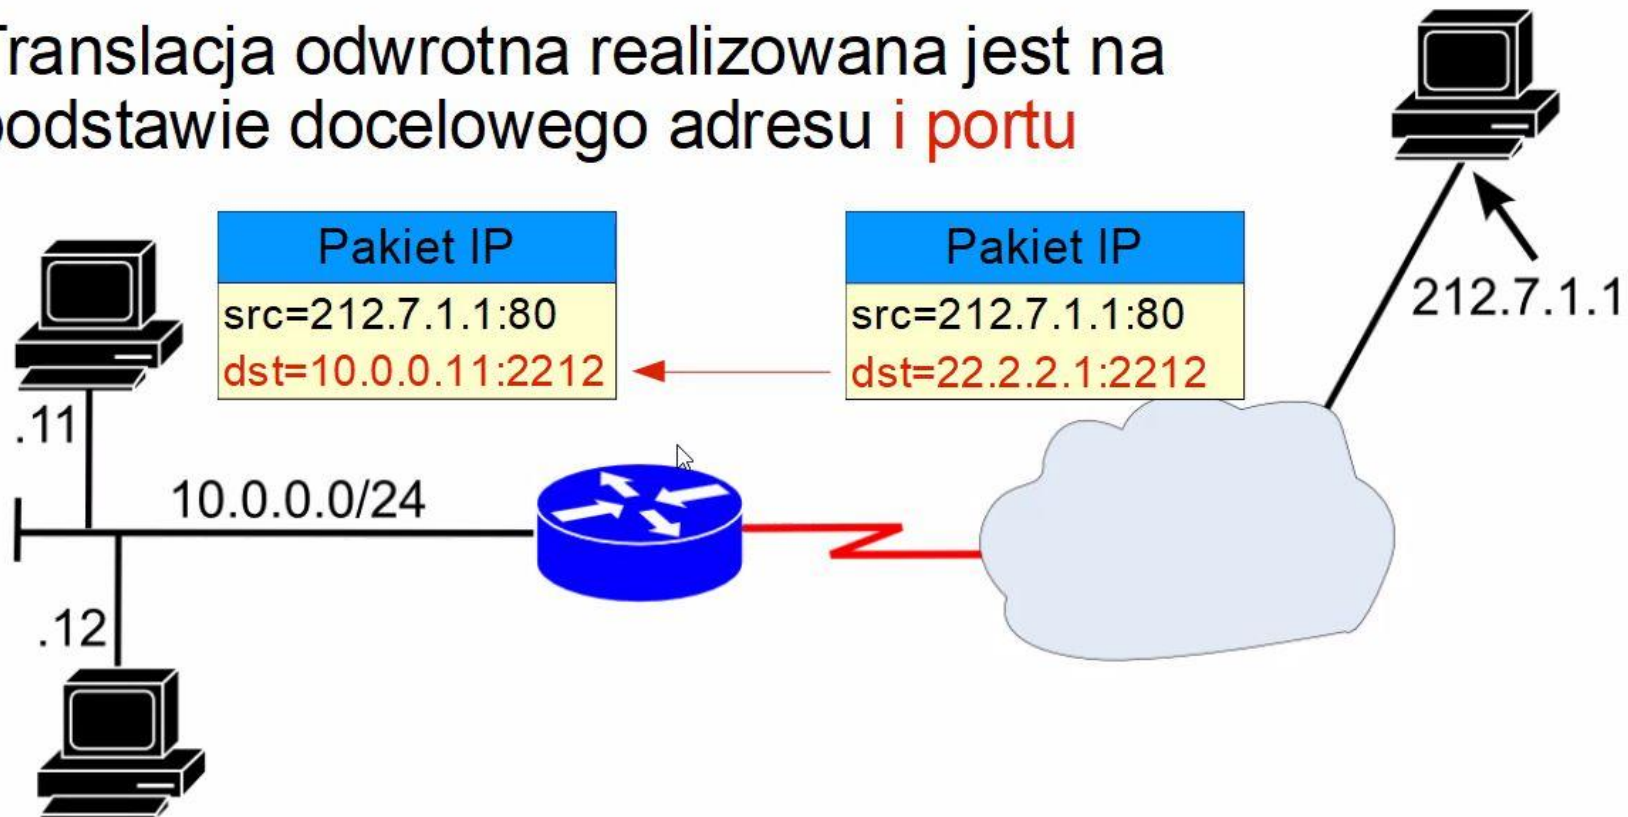 Translacja odwrotna realizowana jest na
podstawie docelowego adresu i portu
Pakiet IP
src=212.7.1.1:80
dst=10.0.0.11:2212
Pakiet IP
src=212.7.1.1:80
dst=22.2.2.1:2212
212.7.1.1
.11
10.0.0.0/24
.12